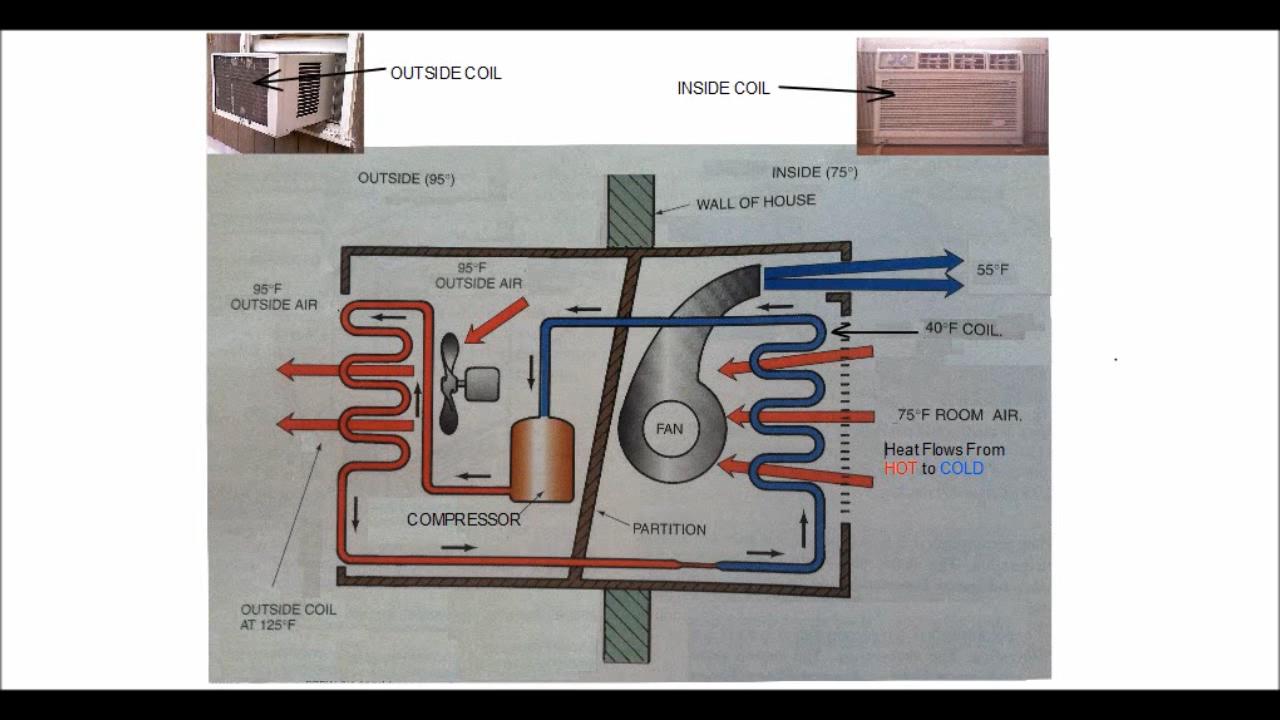 OUTSIDE COIL
INSIDE COIL
OUTSIDE (95°)
INSIDE (75°)
WALL OF HOUSE
95°F
OUTSIDE AIR
95°F
OUTSIDE AIR
55°F
40°F COIL.
FAN
75°F ROOM AIR.
Heat Flows From
HOT to COLD
COMPRESSOR
PARTITION
OUTSIDE COIL
AT 125°F